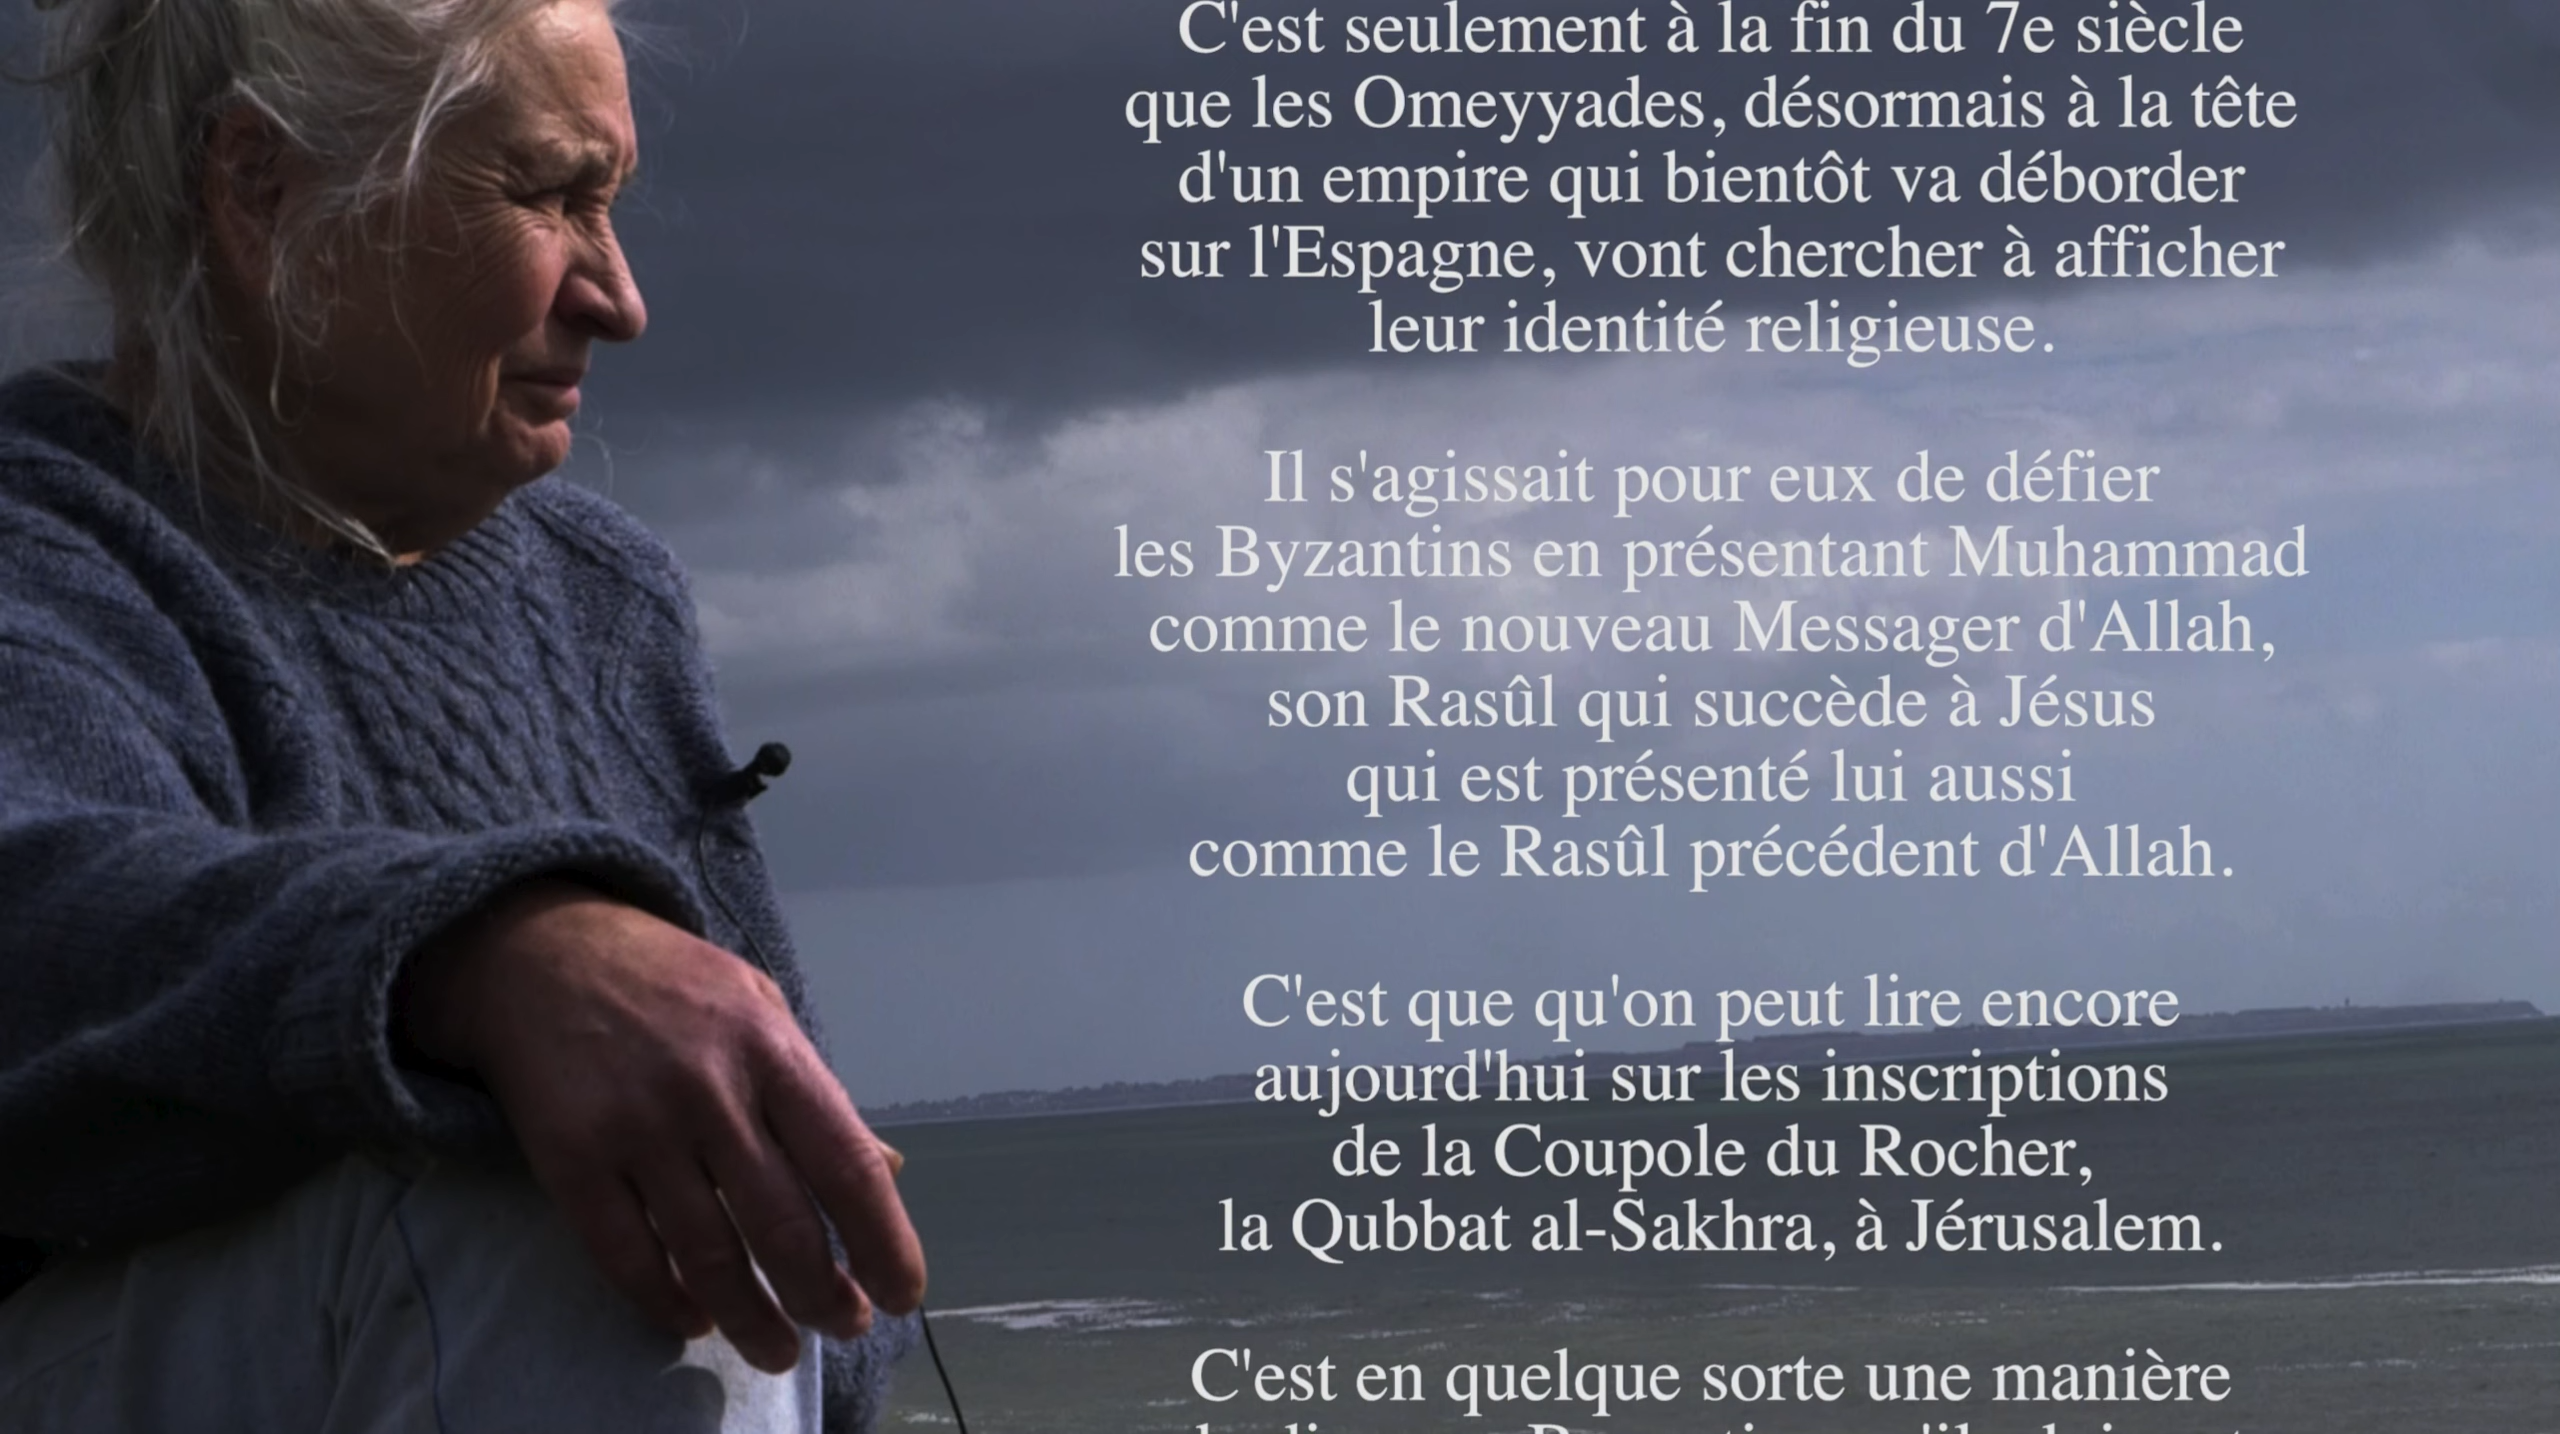 C'est seulement à la fin du 7e siècle
que les Omeyyades, désormais à la tête
d'un empire qui bientôt va déborder
sur l'Espagne, vont chercher à afficher
leur identité religieuse.
Il s'agissait pour eux de défier
les Byzantins en présentant Muhammad
comme le nouveau Messager d'Allah,
son Rasûl qui succède à Jésus
qui est présenté lui aussi
comme le Rasûl précédent d'Allah.
C'est que qu'on peut lire encore
aujourd'hui sur les inscriptions
de la Coupole du Rocher,
la Qubbat al-Sakhra, à Jérusalem.
C'est en quelque sorte une manière